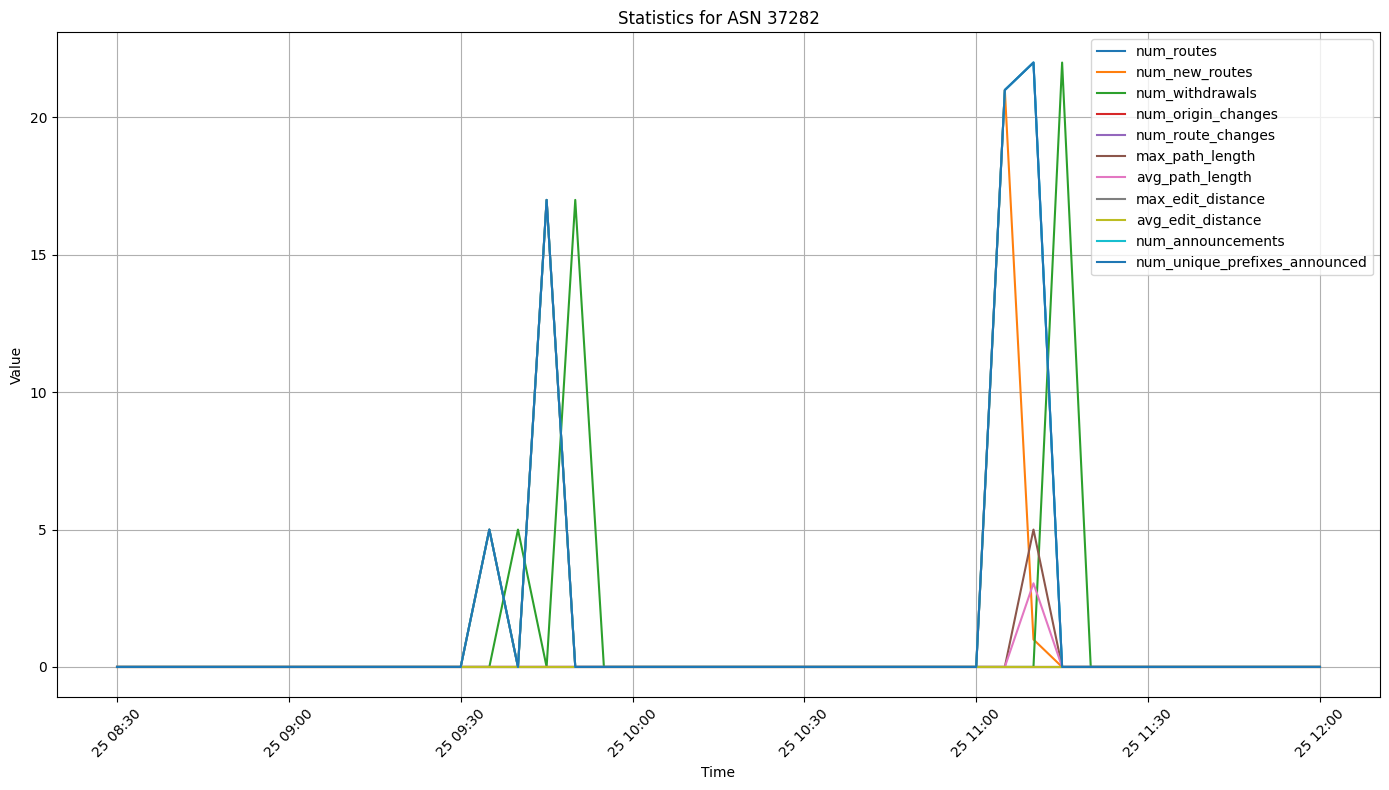 Statistics for ASN 37282
num_routes
num_new_routes
num_withdrawals
num_origin_changes
num_route_changes
max_path_length
avg_path_length
max_edit_distance
avg_edit_distance
num_announcements
num_unique_prefixes_announced
Value
20
15
10
5
0
25 08:30
25 09:00
25 09:30
25 10:00
25 10:30
25 11:00
25 11:30
25 12:00
Time